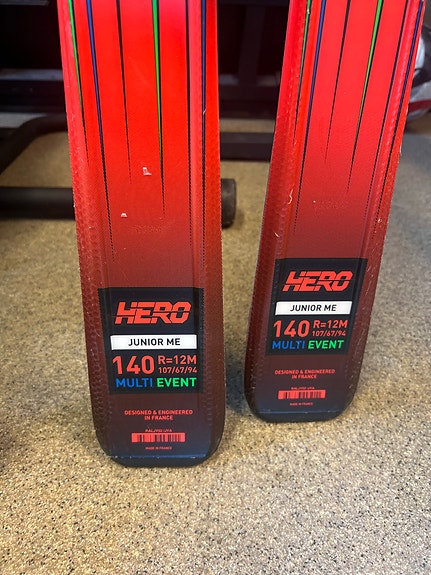 HERO
JUNIOR ME
140 R=12M
107/67/94
MULTI EVENT
DESIGNED & ENGINEERED
IN FRANCE
MADE IN FRANCE
HERO
JUNIOR ME
140 R=12M
107/67/94
MULTI EVENT
DESIGNED & ENGINEERED
IN FRANCE
MADE IN FRANCE